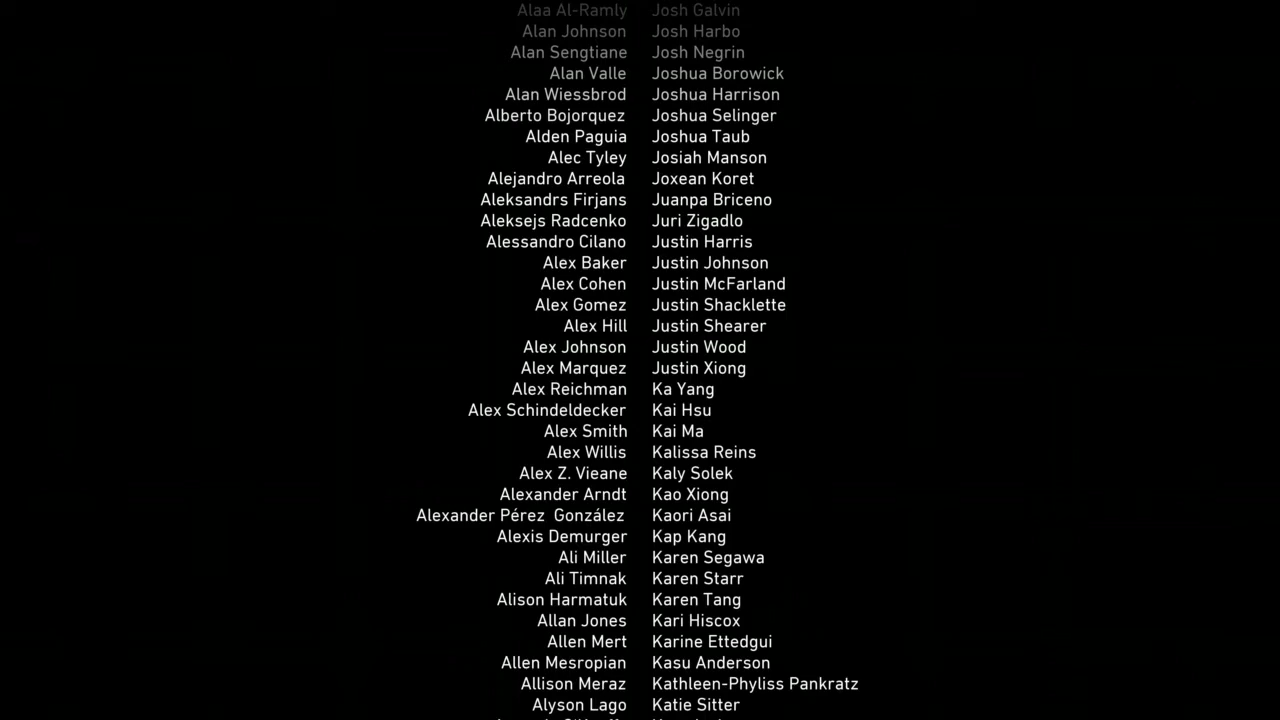 Alaa Al-Ramly Josh Galvin
Alan Johnson Josh Harbo
Alan Sengtiane Josh Negrin
Alan Valle Joshua Borowick
Alan Wiessbrod Joshua Harrison
Alberto Bojorquez Joshua Selinger
Alden Paguia Joshua Taub
Alec Tyley Josiah Manson
Alejandro Arreola Joxean Koret
Aleksandrs Firjans Juanpa Briceno
Aleksejs Radcenko Juri Zigadlo
Alessandro Cilano Justin Harris
Alex Baker Justin Johnson
Alex Cohen Justin McFarland
Alex Gomez Justin Shacklette
Alex Hill Justin Shearer
Alex Johnson Justin Wood
Alex Marquez Justin Xiong
Alex Reichman Ka Yang
Alex Schindeldecker Kai Hsu
Alex Smith Kai Ma
Alex Willis Kalissa Reins
Alex Z. Vieane Kaly Solek
Alexander Arndt Kao Xiong
Alexander Pérez  González Kaori Asai
Alexis Demurger Kap Kang
Ali Miller Karen Segawa
Ali Timnak Karen Starr
Alison Harmatuk Karen Tang
Allan Jones Kari Hiscox
Allen Mert Karine Ettedgui
Allen Mesropian Kasu Anderson
Allison Meraz Kathleen-Phyliss Pankratz
Alyson Lago Katie Sitter